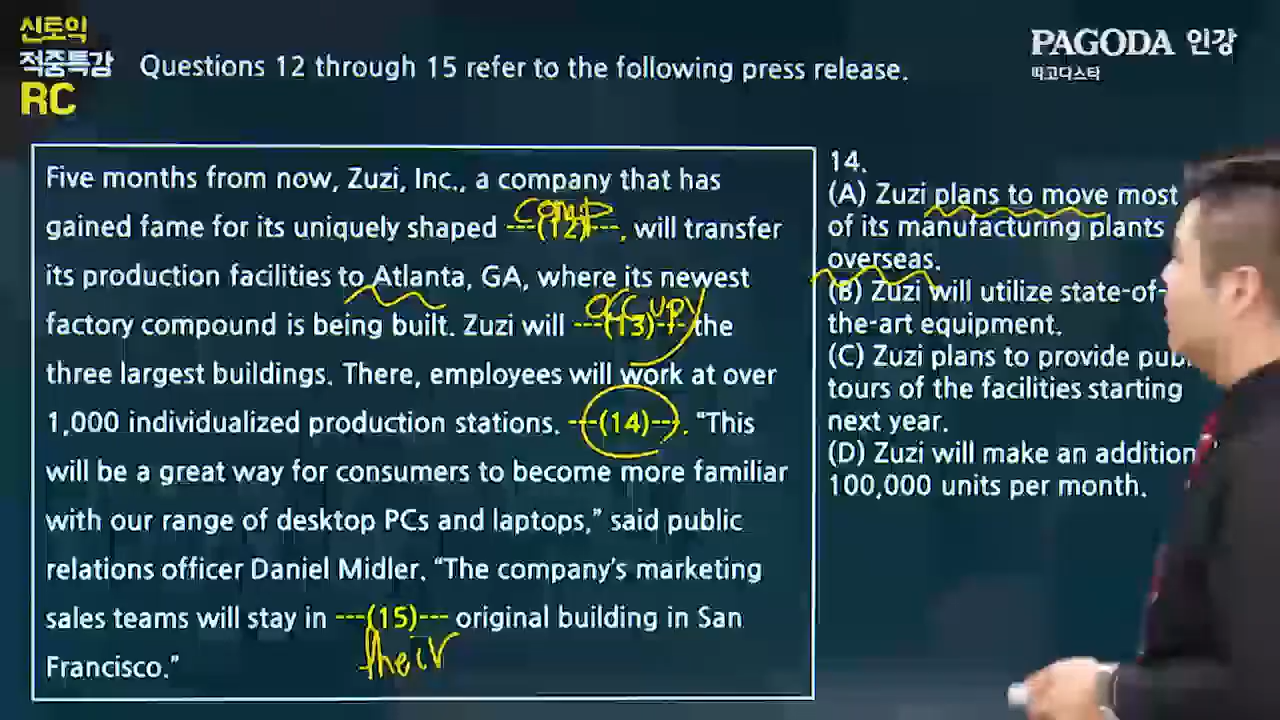 신토익
적중특강
RC
Questions 12 through 15 refer to the following press release.
PAGODA 인강
파고다스타
Five months from now, Zuzi, Inc., a company that has
gained fame for its uniquely shaped ---(12)---, will transfer
comp
its production facilities to Atlanta, GA, where its newest
factory compound is being built. Zuzi will ---(13)--- the
occupy
three largest buildings. There, employees will work at over
1,000 individualized production stations. ---(14)---. “This
will be a great way for consumers to become more familiar
with our range of desktop PCs and laptops,” said public
relations officer Daniel Midler. “The company’s marketing
sales teams will stay in ---(15)--- original building in San
their
Francisco.”
14.
(A) Zuzi plans to move most
of its manufacturing plants
overseas.
(B) Zuzi will utilize state-of-
the-art equipment.
(C) Zuzi plans to provide
tours of the facilities starting
next year.
(D) Zuzi will make an addition
100,000 units per month.